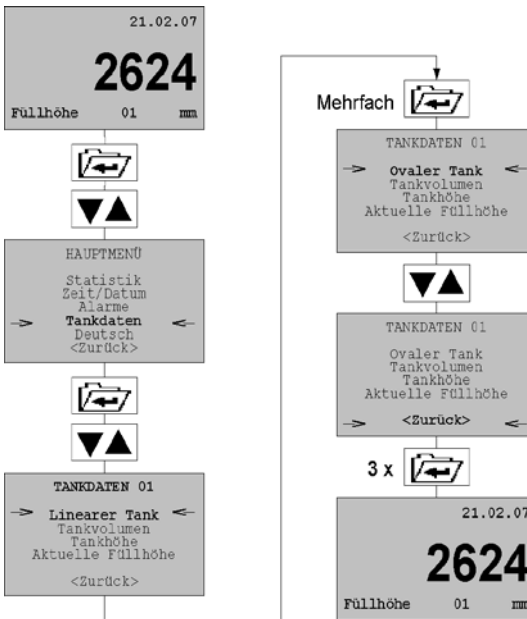 21.02.07
2624
Füllhöhe 01 mm
HAUPTMENÜ
Statistik
Zeit/Datum
Alarme
Tankdaten
Deutsch
<Zurück>
TANKDATEN 01
Linearer Tank
Tankvolumen
Tankhöhe
Aktuelle Füllhöhe
<Zurück>
Mehrfach
TANKDATEN 01
Ovaler Tank
Tankvolumen
Tankhöhe
Aktuelle Füllhöhe
<Zurück>
TANKDATEN 01
Ovaler Tank
Tankvolumen
Tankhöhe
Aktuelle Füllhöhe
<Zurück>
3 x
21.02.07
2624
Füllhöhe 01 mm